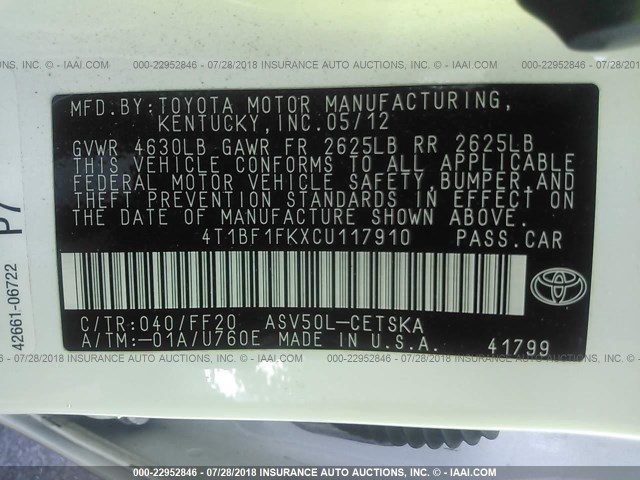 000-22952846 - 07/28/2018 INSURANCE AUTO AUCTIONS, INC. © - IAAI.COM
MFD.BY:TOYOTA MOTOR MANUFACTURING,
KENTUCKY,INC.05/12
GVWR 4630LB GAWR FR 2625LB RR 2625LB
THIS VEHICLE CONFORMS TO ALL APPLICABLE
FEDERAL MOTOR VEHICLE SAFETY,BUMPER,AND
THEFT PREVENTION STANDARDS IN EFFECT ON
THE DATE OF MANUFACTURE SHOWN ABOVE.
4T1BF1FKXCU117910 PASS.CAR
C/TR:040/FF20 ASV50L-CETSKA
A/TM:-01A/U760E MADE IN U.S.A. 41799
42661-06722 P7
000-22952846 - 07/28/2018 INSURANCE AUTO AUCTIONS, INC. © - IAAI.COM
000-22952846 - 07/28/2018 INSURANCE AUTO AUCTIONS, INC. © - IAAI.COM